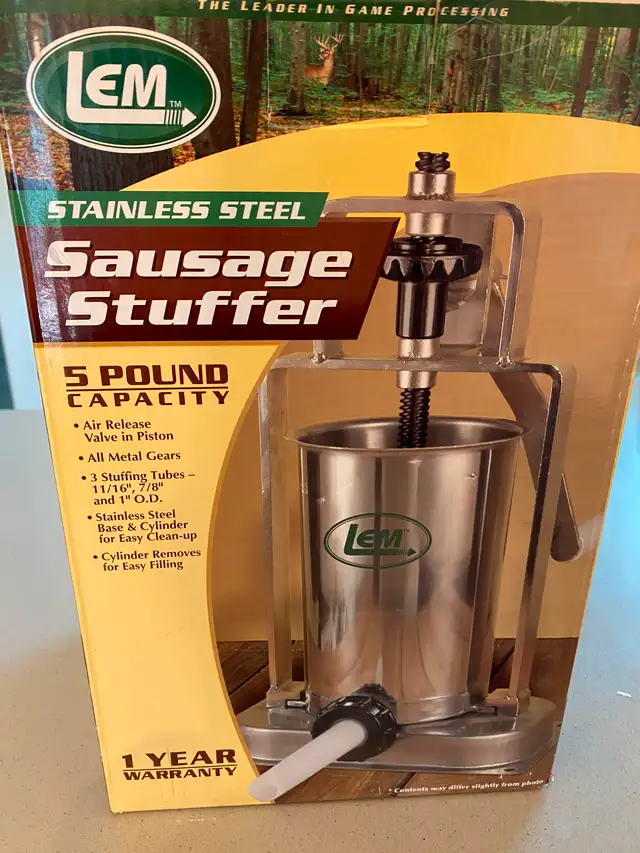 THE LEADER IN GAME PROCESSING
LEM™
STAINLESS STEEL
Sausage
Stuffer
5 POUND
CAPACITY
• Air Release
Valve in Piston
• All Metal Gears
• 3 Stuffing Tubes –
11/16", 7/8"
and 1" O.D.
• Stainless Steel
Base & Cylinder
for Easy Clean-up
• Cylinder Removes
for Easy Filling
LEM™
1 YEAR
WARRANTY
• Contents may differ slightly from photo